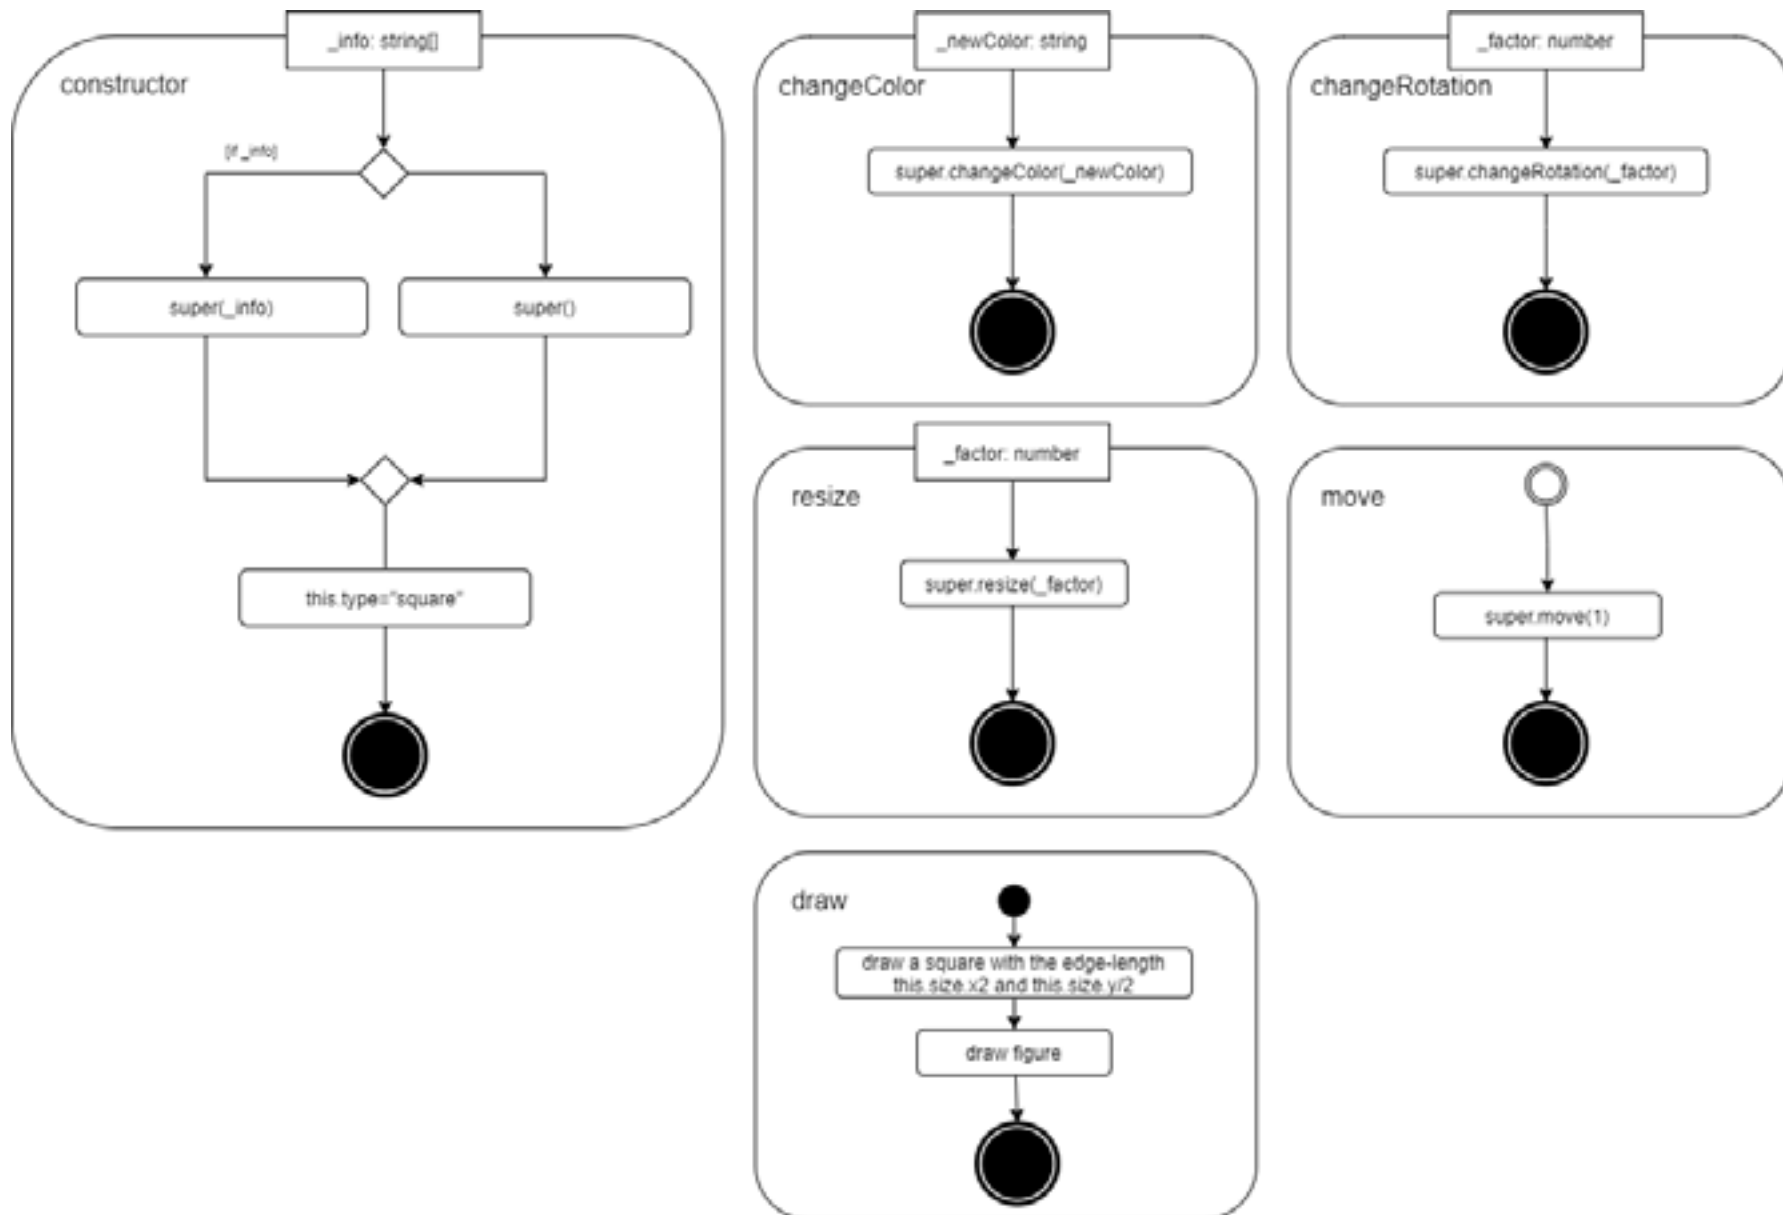 _info: string[]
constructor
[if _info]
super(_info)
super()
this.type="square"
_newColor: string
changeColor
super.changeColor(_newColor)
_factor: number
changeRotation
super.changeRotation(_factor)
_factor: number
resize
super.resize(_factor)
move
super.move(1)
draw
draw a square with the edge-length
this.size.x2 and this.size.y/2
draw figure